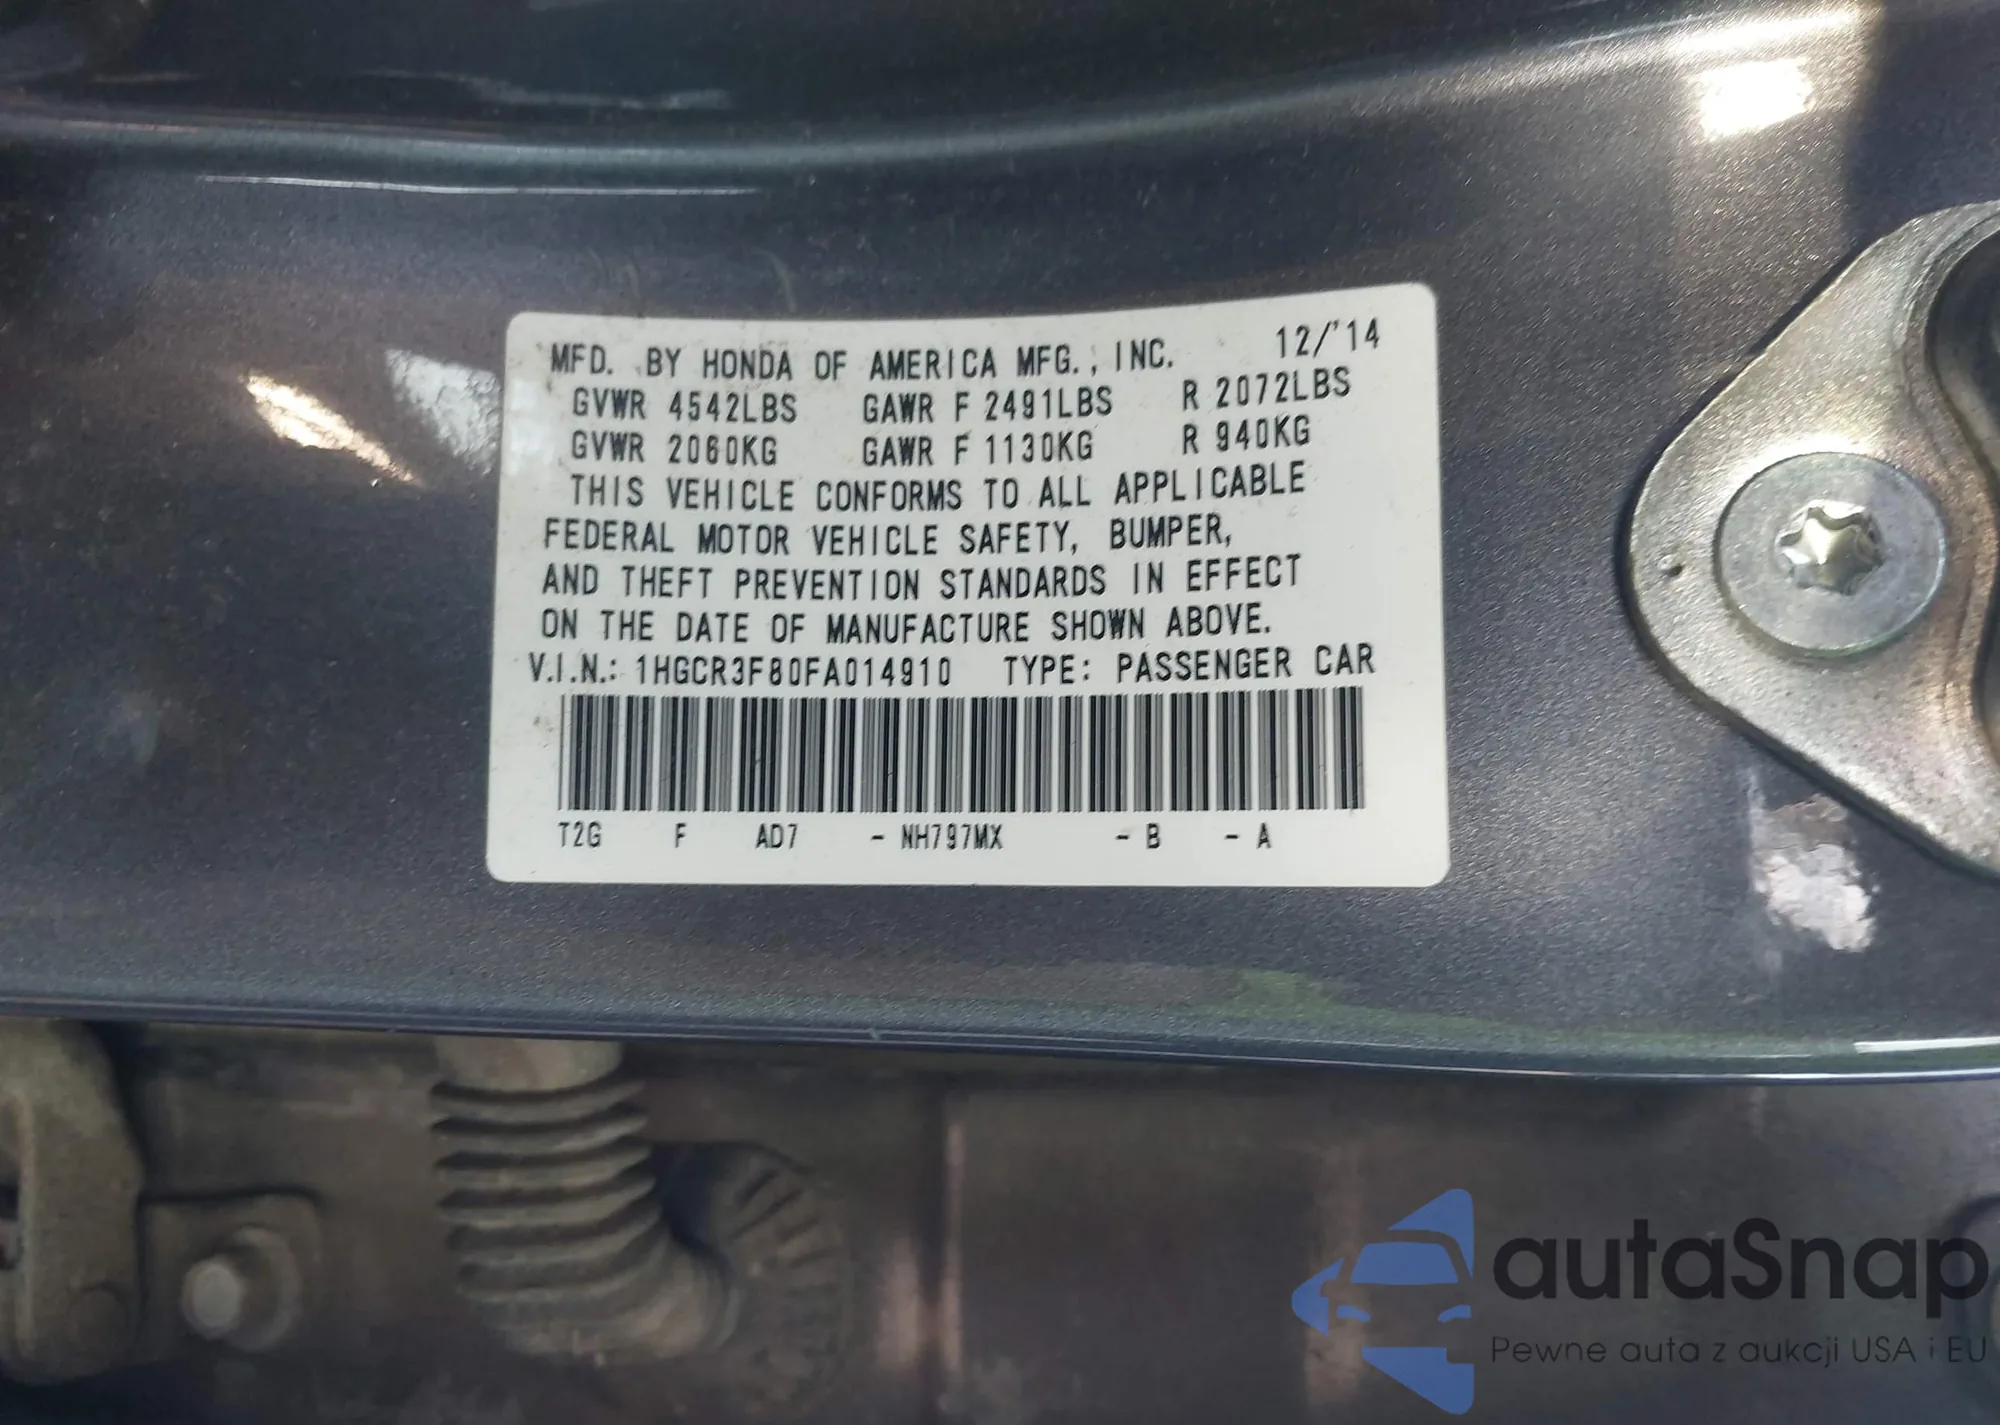 MFD. BY HONDA OF AMERICA MFG., INC. 12/'14
GVWR 4542LBS GAWR F 2491LBS R 2072LBS
GVWR 2060KG GAWR F 1130KG R 940KG
THIS VEHICLE CONFORMS TO ALL APPLICABLE
FEDERAL MOTOR VEHICLE SAFETY, BUMPER,
AND THEFT PREVENTION STANDARDS IN EFFECT
ON THE DATE OF MANUFACTURE SHOWN ABOVE.
V.I.N.: 1HGCR3F80FA014910 TYPE: PASSENGER CAR
T2G F AD7 - NH797MX - B - A
autaSnap
Pewne auta z aukcji USA i EU